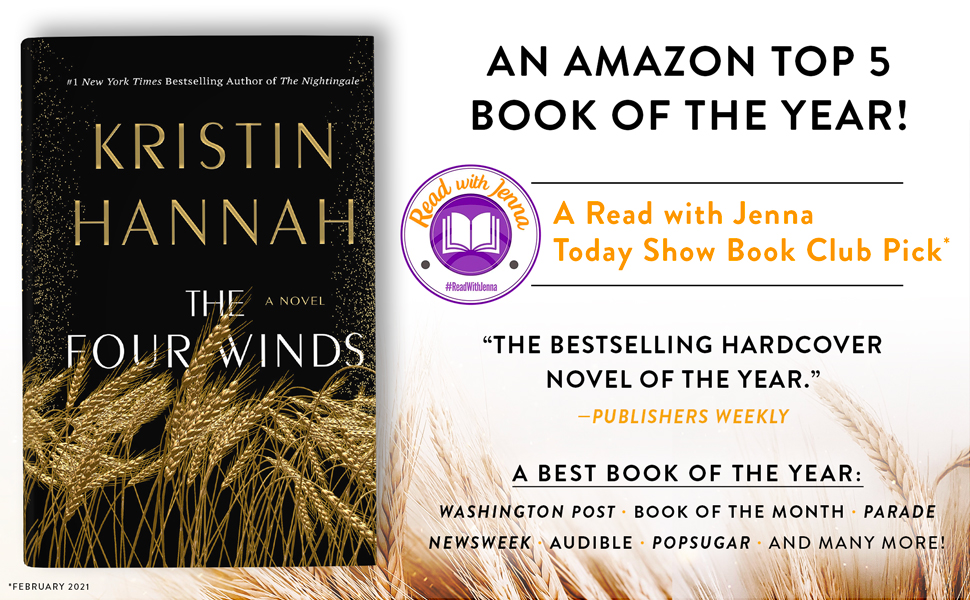 #1 New York Times Bestselling Author of The Nightingale
KRISTIN
HANNAH
THE
A NOVEL
FOUR WINDS
*FEBRUARY 2021
AN AMAZON TOP 5
BOOK OF THE YEAR!
Read with Jenna
#ReadWithJenna
A Read with Jenna
Today Show Book Club Pick*
“THE BESTSELLING HARDCOVER
NOVEL OF THE YEAR.”
—PUBLISHERS WEEKLY
A BEST BOOK OF THE YEAR:
WASHINGTON POST · BOOK OF THE MONTH · PARADE
NEWSWEEK · AUDIBLE · POPSUGAR · AND MANY MORE!